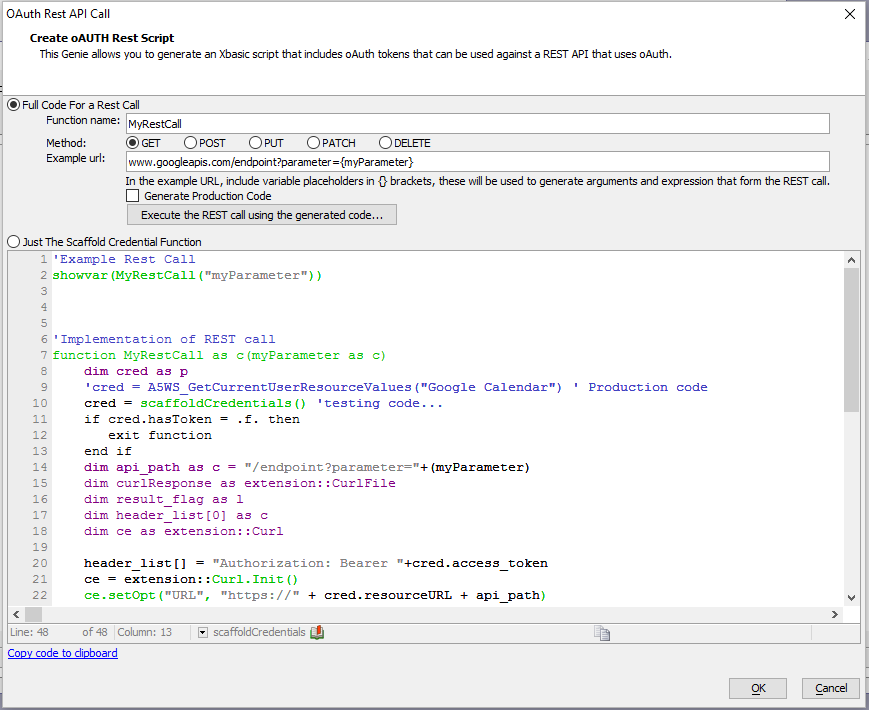 OAuth Rest API Call
Create oAUTH Rest Script
This Genie allows you to generate an Xbasic script that includes oAuth tokens that can be used against a REST API that uses oAuth.
Full Code For a Rest Call
Function name: MyRestCall
Method: GET POST PUT PATCH DELETE
Example url: www.googleapis.com/endpoint?parameter={myParameter}
In the example URL, include variable placeholders in {} brackets, these will be used to generate arguments and expression that form the REST call.
Generate Production Code
Execute the REST call using the generated code...
Just The Scaffold Credential Function
1 'Example Rest Call
2 showvar(MyRestCall("myParameter"))
3
4
5
6 'Implementation of REST call
7 function MyRestCall as c(myParameter as c)
8 dim cred as p
9 'cred = A5WS_GetCurrentUserResourceValues("Google Calendar") ' Production code
10 cred = scaffoldCredentials() 'testing code...
11 if cred.hasToken = .f. then
12 exit function
13 end if
14 dim api_path as c = "/endpoint?parameter="+(myParameter)
15 dim curlResponse as extension::CurlFile
16 dim result_flag as l
17 dim header_list[0] as c
18 dim ce as extension::Curl
19
20 header_list[] = "Authorization: Bearer "+cred.access_token
21 ce = extension::Curl.Init()
22 ce.setOpt("URL", "https://" + cred.resourceURL + api_path)
Line: 48 of 48 Column: 13 scaffoldCredentials
Copy code to clipboard
OK Cancel